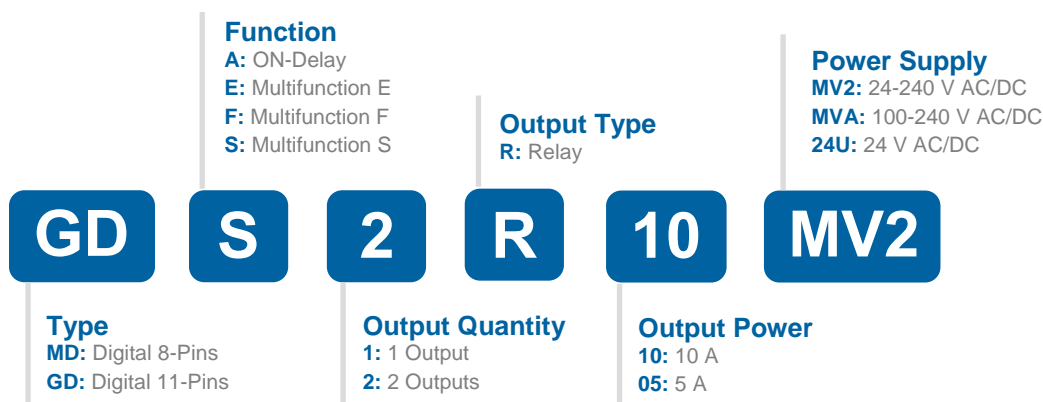 Function
A: ON-Delay
E: Multifunction E
F: Multifunction F
S: Multifunction S
Output Type
R: Relay
Power Supply
MV2: 24-240 V AC/DC
MVA: 100-240 V AC/DC
24U: 24 V AC/DC
GD S 2 R 10 MV2
Type
MD: Digital 8-Pins
GD: Digital 11-Pins
Output Quantity
1: 1 Output
2: 2 Outputs
Output Power
10: 10 A
05: 5 A